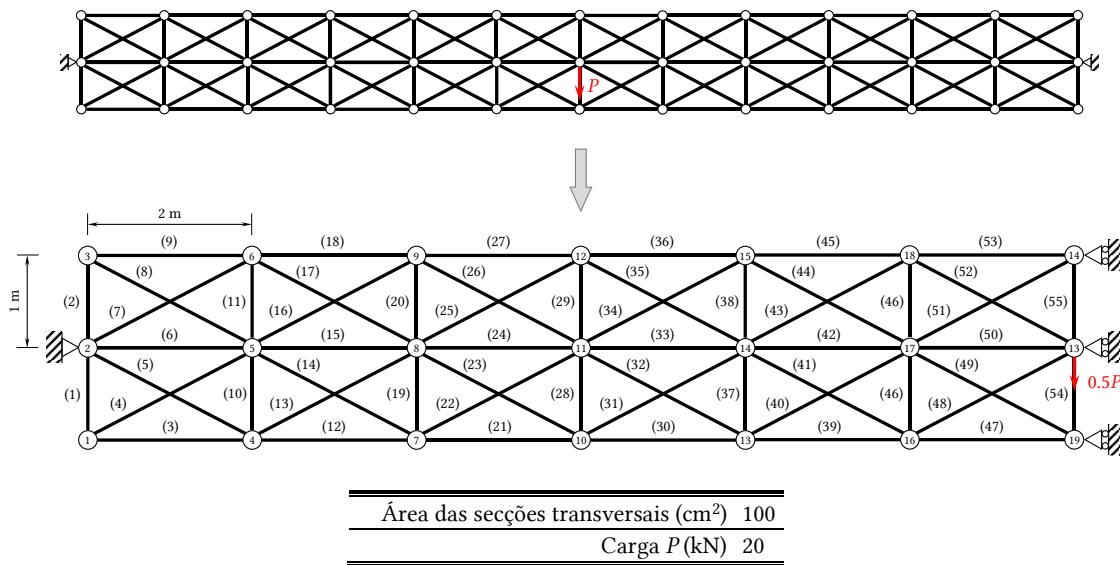 P
2 m
(9) (18) (27) (36) (45) (53)
3 6 9 12 15 18 14
(8) (17) (26) (35) (44) (52)
1 m
(2) (7) (11) (16) (20) (25) (29) (34) (38) (43) (46) (51) (55)
(6) (15) (24) (33) (42) (50)
2 5 8 11 14 17 13
(5) (14) (23) (32) (41) (49)
0.5P
(1) (4) (10) (13) (19) (22) (28) (31) (37) (40) (46) (48) (54)
(3) (12) (21) (30) (39) (47)
1 4 7 10 13 16 19
Área das secções transversais (cm²) 100
Carga P (kN) 20